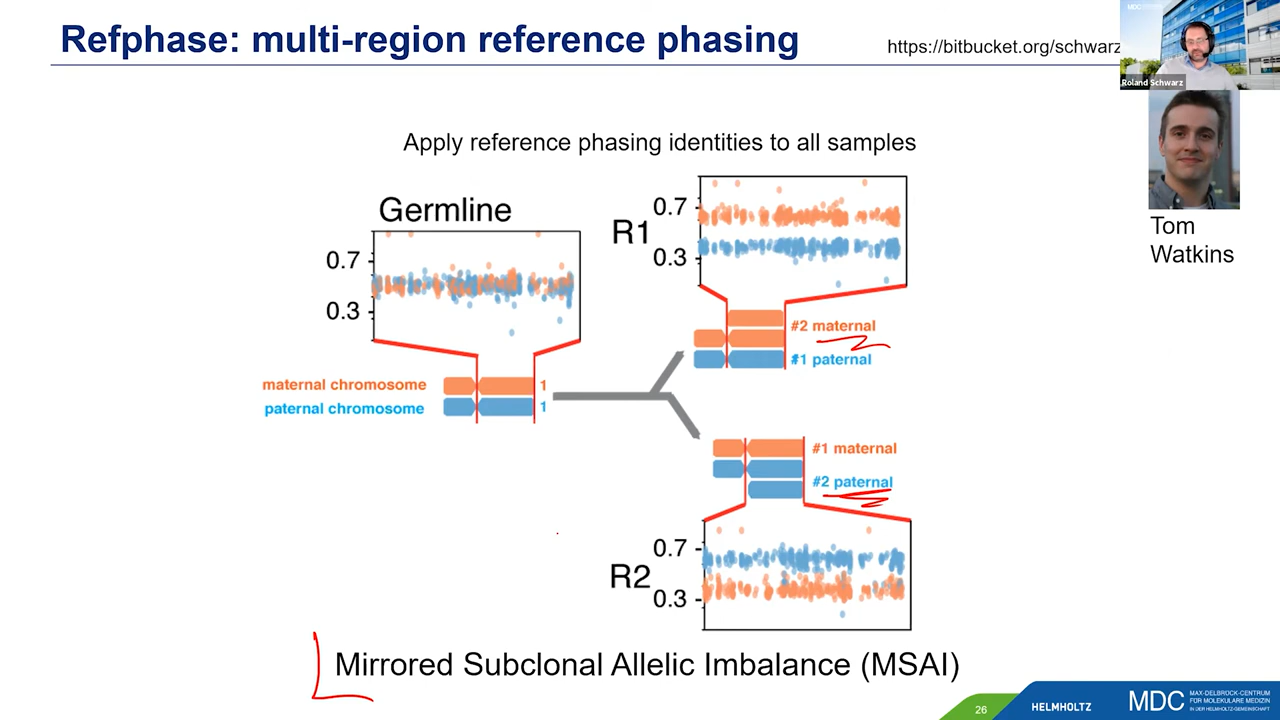 Refphase: multi-region reference phasing
https://bitbucket.org/schwarz
MDC
Roland Schwarz
Tom
Watkins
Apply reference phasing identities to all samples
Germline
0.7
0.3
maternal chromosome 1
paternal chromosome 1
R1
0.7
0.3
#2 maternal
#1 paternal
#1 maternal
#2 paternal
R2
0.7
0.3
Mirrored Subclonal Allelic Imbalance (MSAI)
26
HELMHOLTZ
MDC
MAX-DELBRÜCK-CENTRUM
FÜR MOLEKULARE MEDIZIN
IN DER HELMHOLTZ-GEMEINSCHAFT